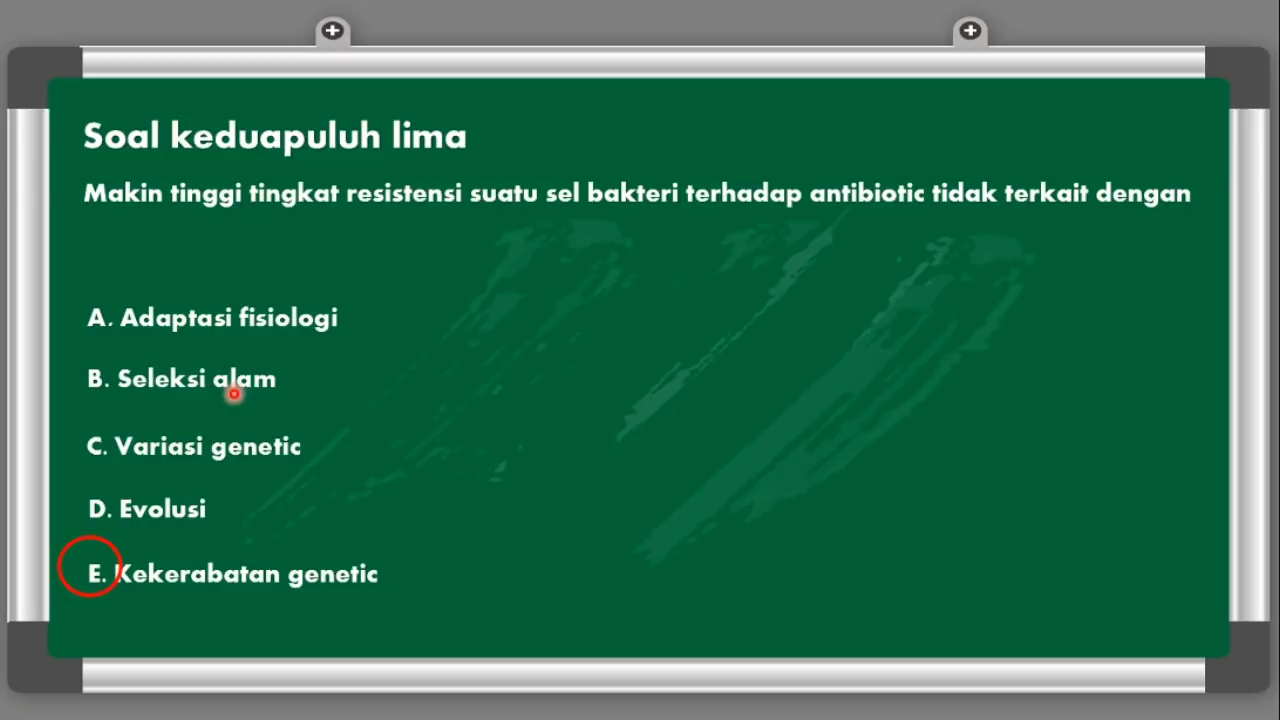 Soal keduapuluh lima
Makin tinggi tingkat resistensi suatu sel bakteri terhadap antibiotic tidak terkait dengan
A. Adaptasi fisiologi
B. Seleksi alam
C. Variasi genetic
D. Evolusi
E. Kekerabatan genetic